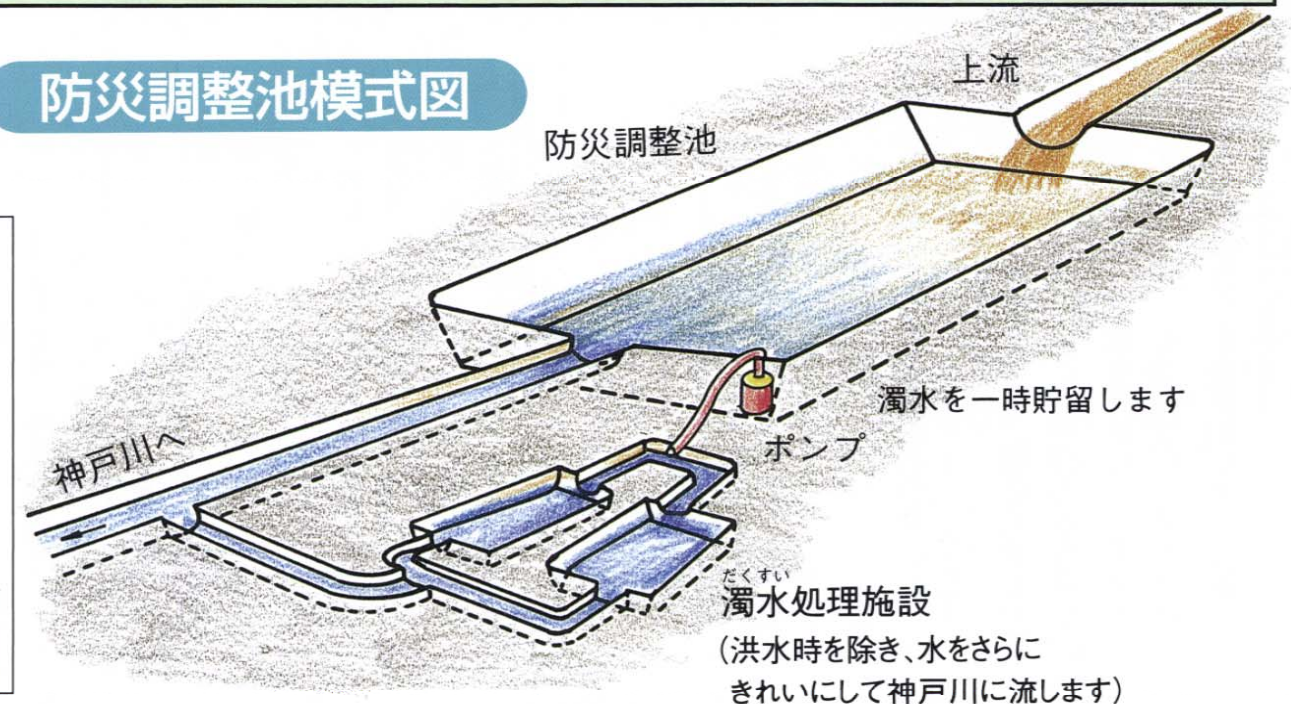 防災調整池模式図
上流
防災調整池
濁水を一時貯留します
ポンプ
神戸川へ
だくすい
濁水処理施設
(洪水時を除き、水をさらに
きれいにして神戸川に流します)